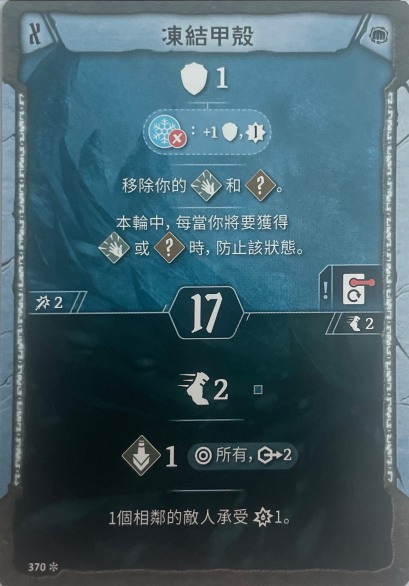 凍結甲殼
1
: +1 ,
移除你的 和 ?。
本輪中, 每當你將要獲得
或 ? 時, 防止該狀態。
!
2
17
2
2
1 所有, 2
1個相鄰的敵人承受 1。
370